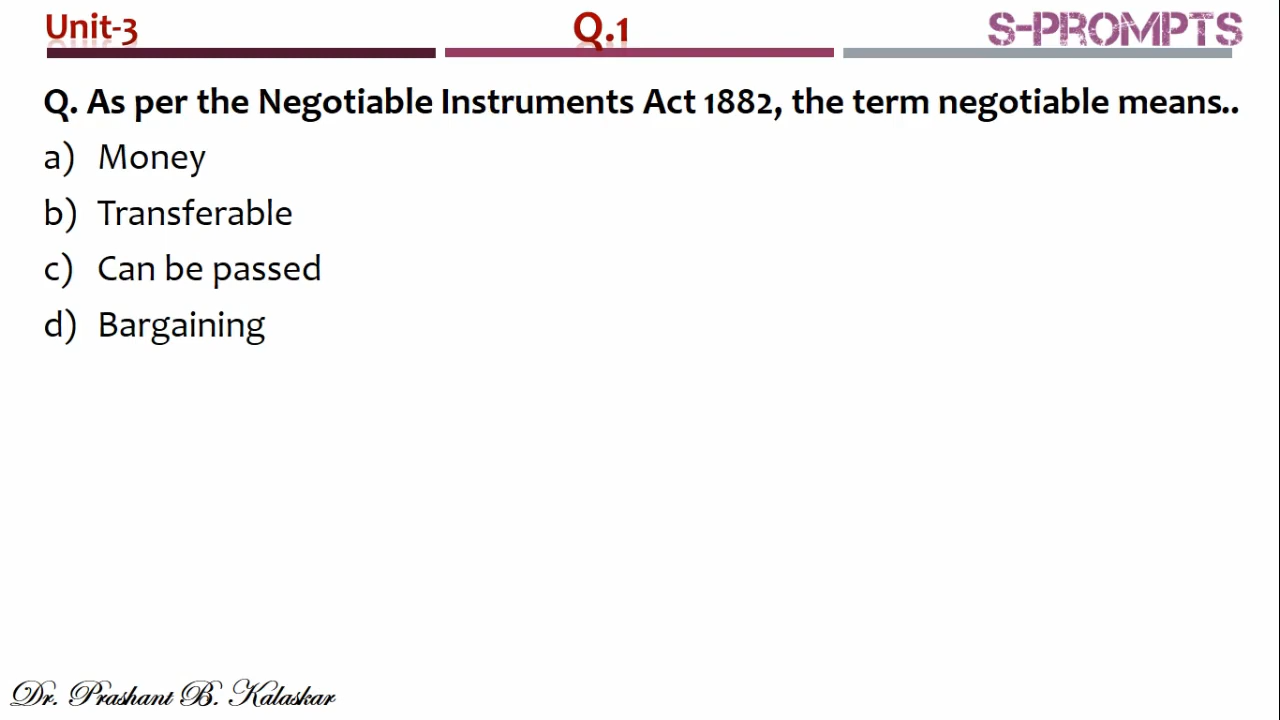 Unit-3 Q.1 S-PROMPTS
Q. As per the Negotiable Instruments Act 1882, the term negotiable means..
a) Money
b) Transferable
c) Can be passed
d) Bargaining
Dr. Prashant B. Kalaskar